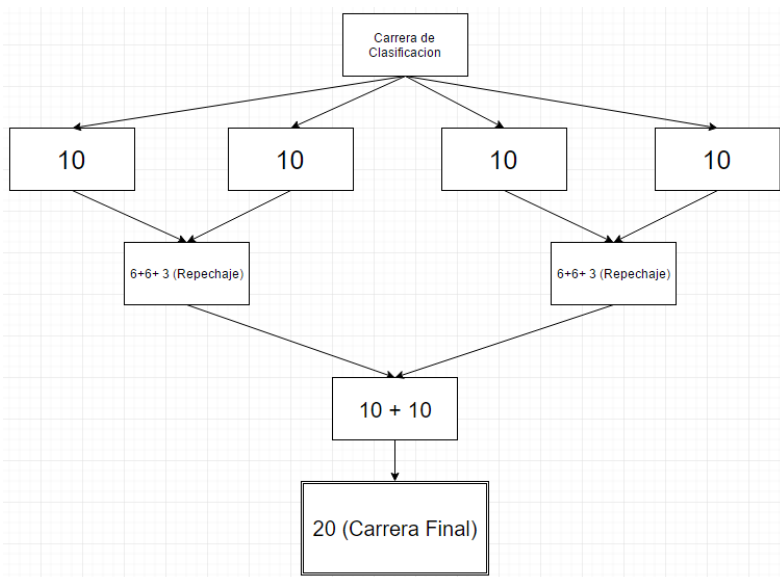 Carrera de
Clasificacion
10
10
10
10
6+6+ 3 (Repechaje)
6+6+ 3 (Repechaje)
10 + 10
20 (Carrera Final)